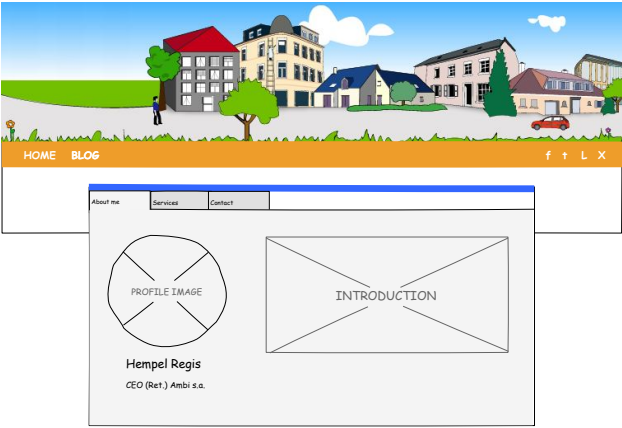 HOME BLOG f t L X
About me Services Contact
PROFILE IMAGE
INTRODUCTION
Hempel Regis
CEO (Ret.) Ambi s.a.